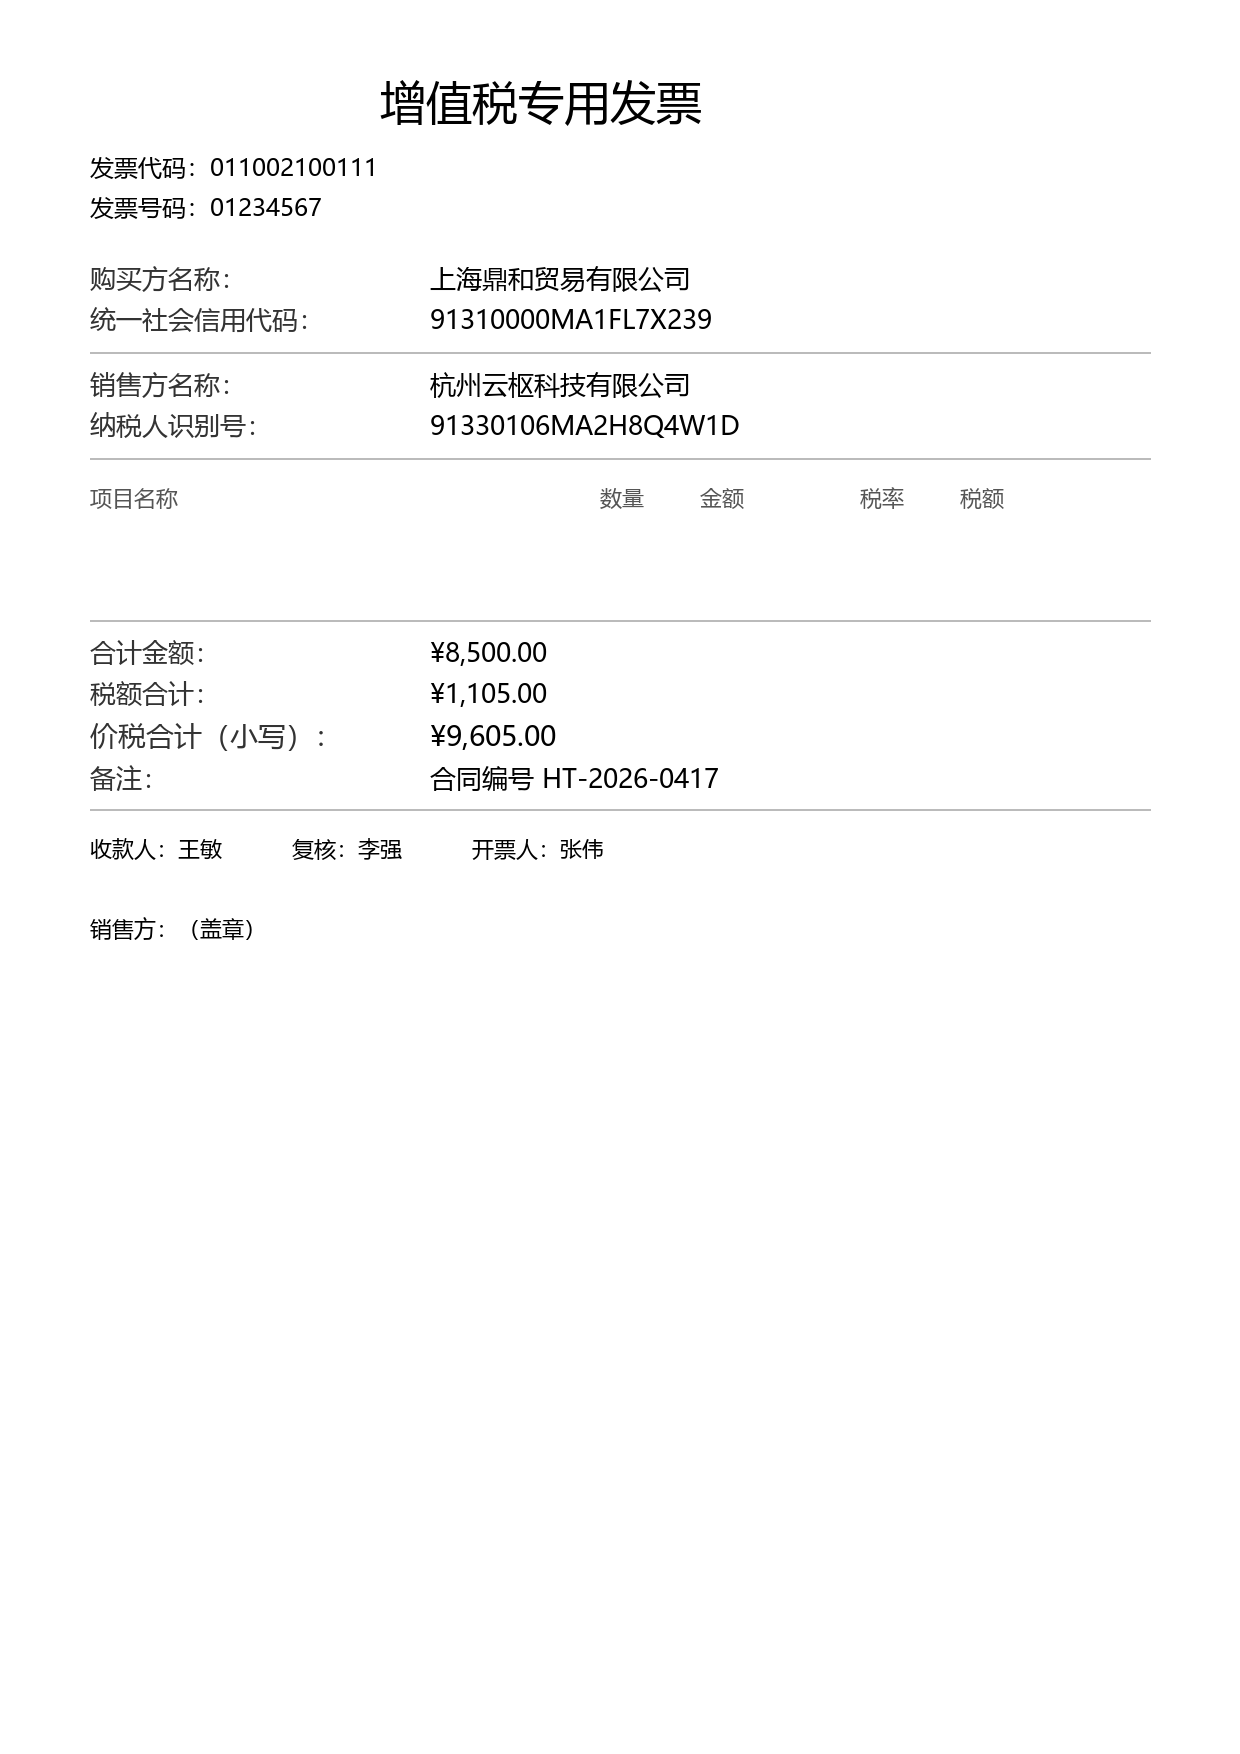 增值税专用发票
发票代码：011002100111
发票号码：01234567
购买方名称： 上海鼎和贸易有限公司
统一社会信用代码： 91310000MA1FL7X239
销售方名称： 杭州云枢科技有限公司
纳税人识别号： 91330106MA2H8Q4W1D
项目名称 数量 金额 税率 税额
合计金额： ¥8,500.00
税额合计： ¥1,105.00
价税合计（小写）： ¥9,605.00
备注： 合同编号 HT-2026-0417
收款人：王敏 复核：李强 开票人：张伟
销售方：（盖章）